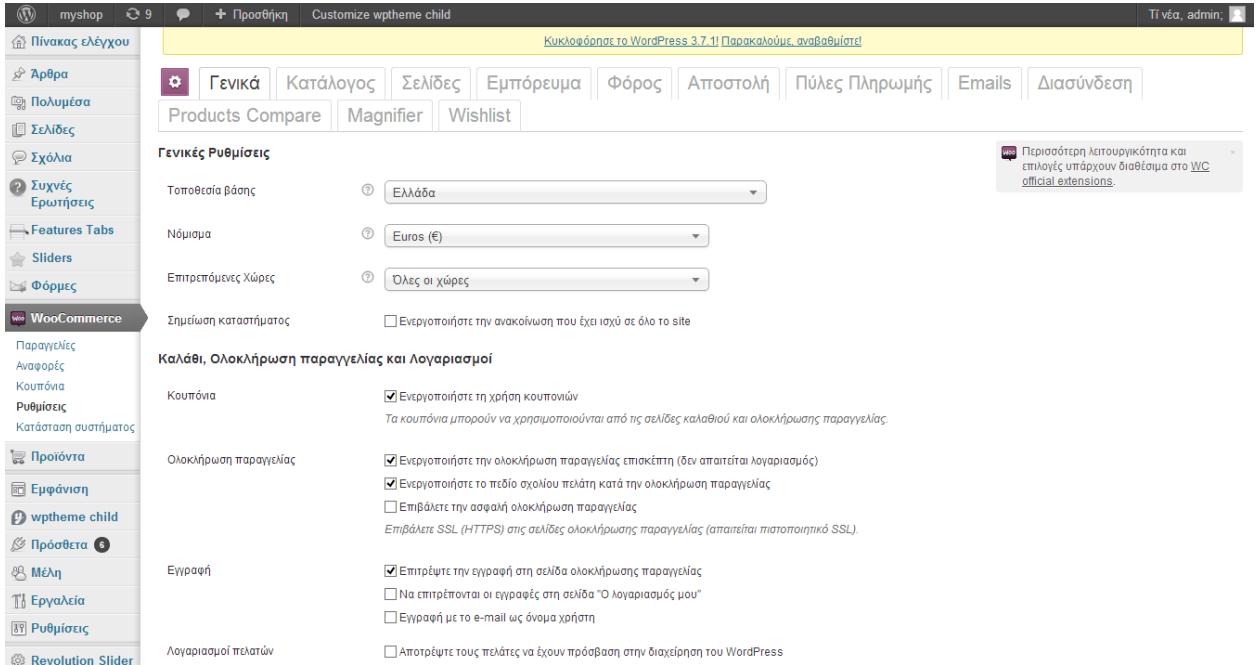 myshop 9 + Προσθήκη Customize wptheme child Τί νέα, admin;
Πίνακας ελέγχου
Άρθρα
Πολυμέσα
Σελίδες
Σχόλια
Συχνές
Ερωτήσεις
Features Tabs
Sliders
Φόρμες
WooCommerce
Παραγγελίες
Αναφορές
Κουπόνια
Ρυθμίσεις
Κατάσταση συστήματος
Προϊόντα
Εμφάνιση
wptheme child
Πρόσθετα 6
Μέλη
Εργαλεία
Ρυθμίσεις
Revolution Slider
Κυκλοφόρησε το WordPress 3.7.1! Παρακαλούμε, αναβαθμίστε!
Γενικά Κατάλογος Σελίδες Εμπόρευμα Φόρος Αποστολή Πύλες Πληρωμής Emails Διασύνδεση
Products Compare Magnifier Wishlist
Γενικές Ρυθμίσεις
Περισσότερη λειτουργικότητα και
επιλογές υπάρχουν διαθέσιμα στο WC
official extensions.
Τοποθεσία βάσης ? Ελλάδα
Νόμισμα ? Euros (€)
Επιτρεπόμενες Χώρες ? Όλες οι χώρες
Σημείωση καταστήματος Ενεργοποιήστε την ανακοίνωση που έχει ισχύ σε όλο το site
Καλάθι, Ολοκλήρωση παραγγελίας και Λογαριασμοί
Κουπόνια Ενεργοποιήστε τη χρήση κουπονιών
Τα κουπόνια μπορούν να χρησιμοποιούνται από τις σελίδες καλαθιού και ολοκλήρωσης παραγγελίας.
Ολοκλήρωση παραγγελίας Ενεργοποιήστε την ολοκλήρωση παραγγελίας επισκέπτη (δεν απαιτείται λογαριασμός)
Ενεργοποιήστε το πεδίο σχολίου πελάτη κατά την ολοκλήρωση παραγγελίας
Επιβάλετε την ασφαλή ολοκλήρωση παραγγελίας
Επιβάλετε SSL (HTTPS) στις σελίδες ολοκλήρωσης παραγγελίας (απαιτείται πιστοποιητικό SSL).
Εγγραφή Επιτρέψτε την εγγραφή στη σελίδα ολοκλήρωσης παραγγελίας
Να επιτρέπονται οι εγγραφές στη σελίδα "Ο λογαριασμός μου"
Εγγραφή με το e-mail ως όνομα χρήστη
Λογαριασμοί πελατών Αποτρέψτε τους πελάτες να έχουν πρόσβαση στην διαχείρηση του WordPress